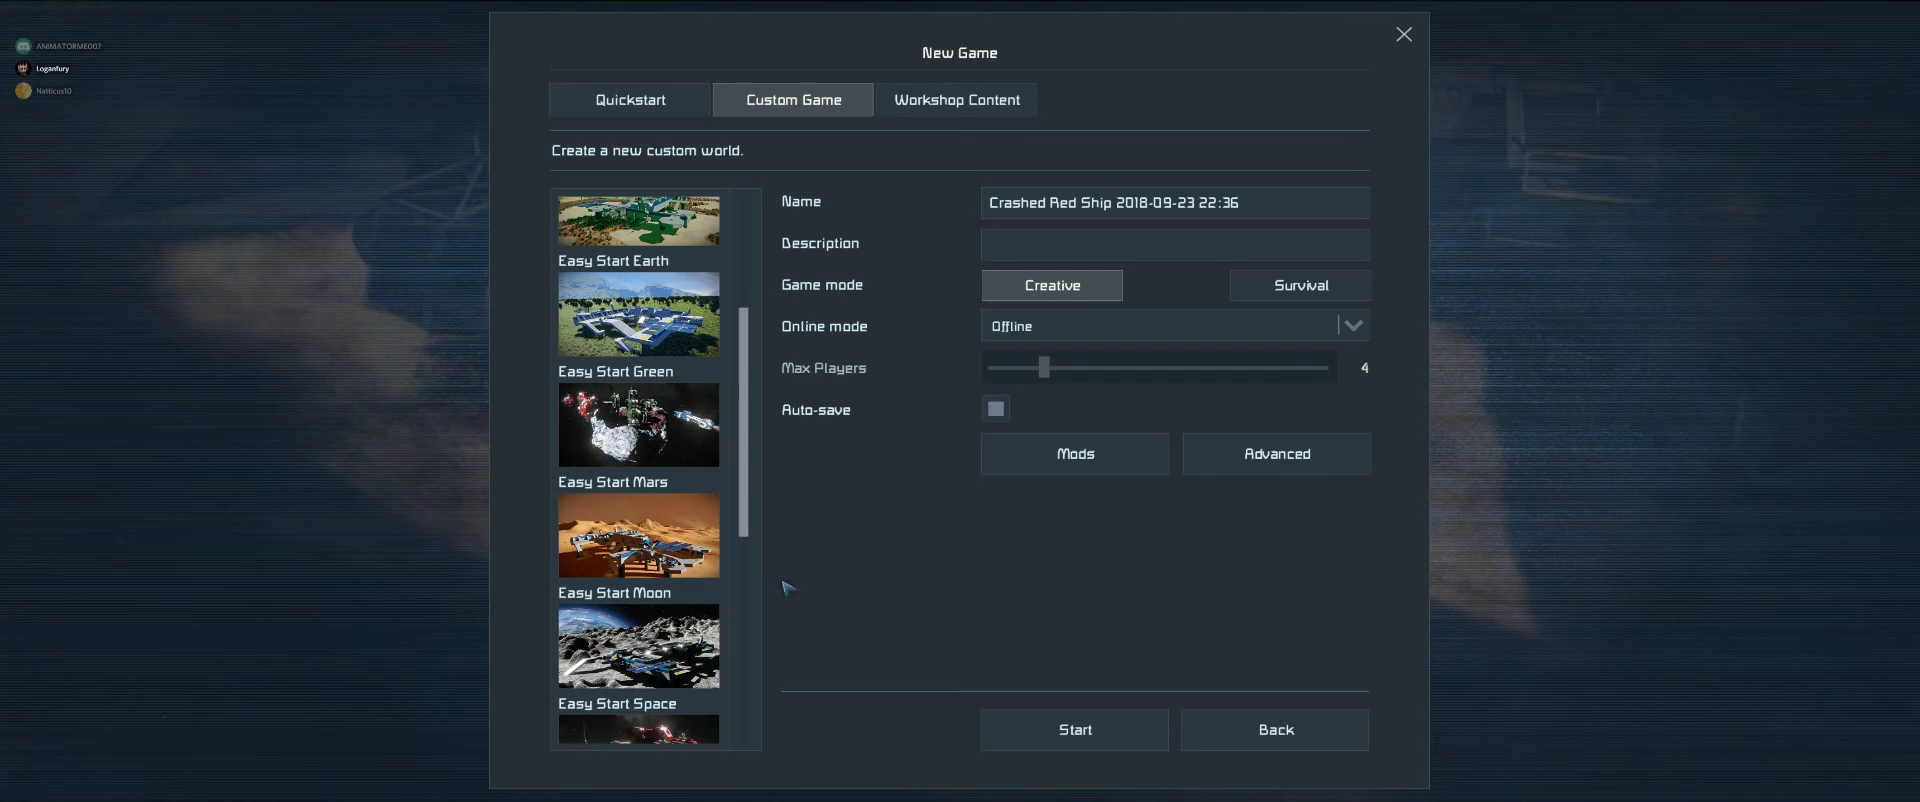 ANIMATORME007
Loganfury
Natticus10
New Game
Quickstart
Custom Game
Workshop Content
Create a new custom world.
Easy Start Earth
Easy Start Green
Easy Start Mars
Easy Start Moon
Easy Start Space
Name
Crashed Red Ship 2018-09-23 22:36
Description
Game mode
Creative
Survival
Online mode
Offline
Max Players
4
Auto-save
Mods
Advanced
Start
Back